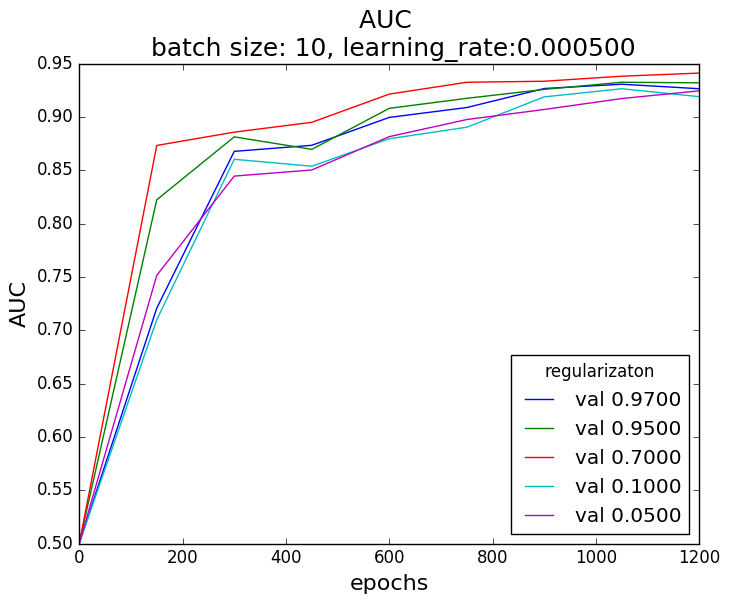 AUC
batch size: 10, learning_rate:0.000500
0.95
0.90
0.85
0.80
0.75
0.70
0.65
0.60
0.55
0.50
AUC
regularizaton
val 0.9700
val 0.9500
val 0.7000
val 0.1000
val 0.0500
0 200 400 600 800 1000 1200
epochs